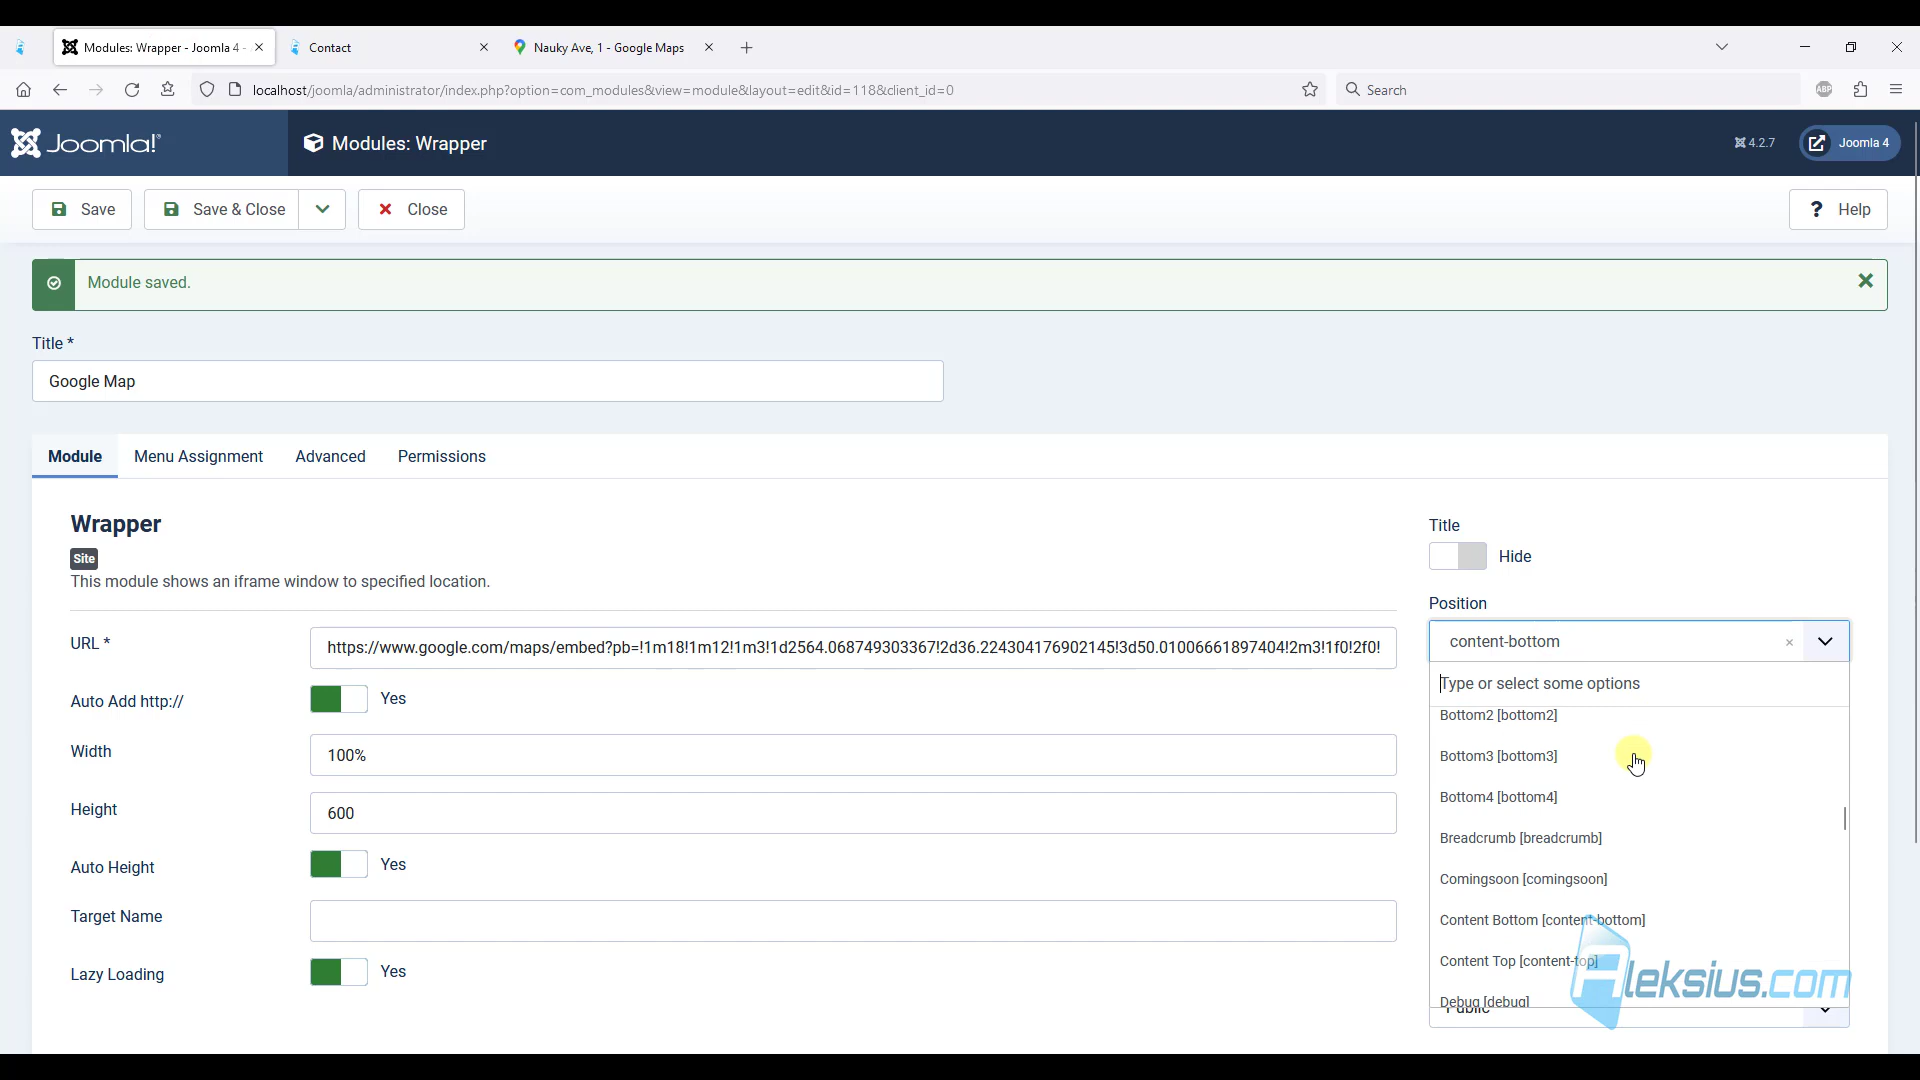 Modules: Wrapper - Joomla 4 -
Contact
Nauky Ave, 1 - Google Maps
localhost/joomla/administrator/index.php?option=com_modules&view=module&layout=edit&id=118&client_id=0
Search
ABP
Joomla!
Modules: Wrapper
4.2.7
Joomla 4
Save
Save & Close
Close
? Help
Module saved.
Title *
Google Map
Module
Menu Assignment
Advanced
Permissions
Wrapper
Site
This module shows an iframe window to specified location.
URL *
https://www.google.com/maps/embed?pb=!1m18!1m12!1m3!1d2564.068749303367!2d36.224304176902145!3d50.01006661897404!2m3!1f0!2f0!
Auto Add http://
Yes
Width
100%
Height
600
Auto Height
Yes
Target Name
Lazy Loading
Yes
Title
Hide
Position
content-bottom
Type or select some options
Bottom2 [bottom2]
Bottom3 [bottom3]
Bottom4 [bottom4]
Breadcrumb [breadcrumb]
Comingsoon [comingsoon]
Content Bottom [content-bottom]
Content Top [content-top]
Debug [debug]
Public
Aleksius.com